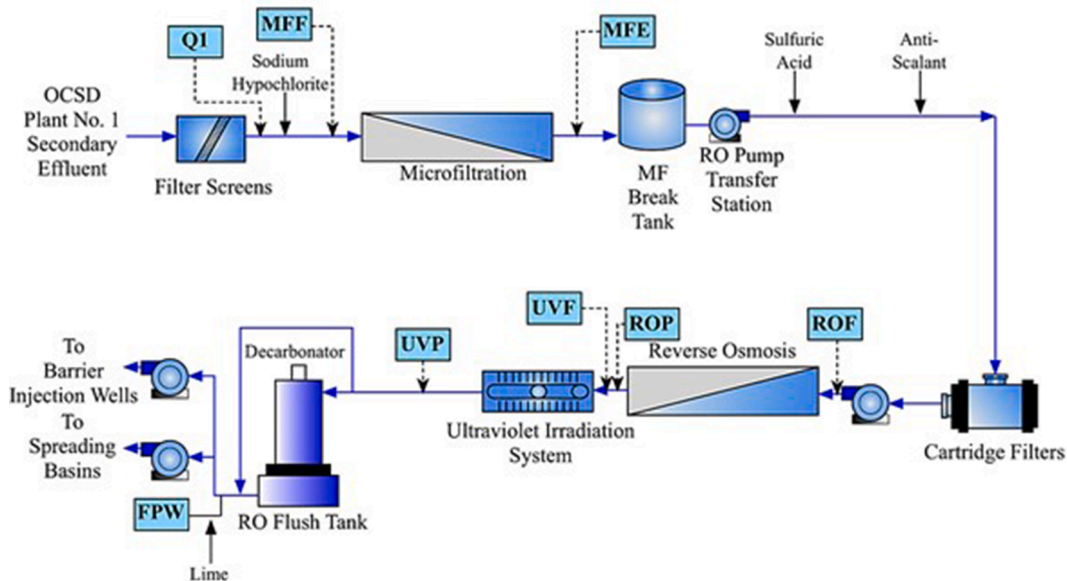 Q1
MFF
Sodium
Hypochlorite
MFE
Sulfuric
Acid
Anti-
Scalant
OCSD
Plant No. 1
Secondary
Effluent
Filter Screens
Microfiltration
MF
Break
Tank
RO Pump
Transfer
Station
UVF
ROP
ROF
UVP
Reverse Osmosis
Decarbonator
To
Barrier
Injection Wells
To
Spreading
Basins
Ultraviolet Irradiation
System
Cartridge Filters
FPW
RO Flush Tank
Lime